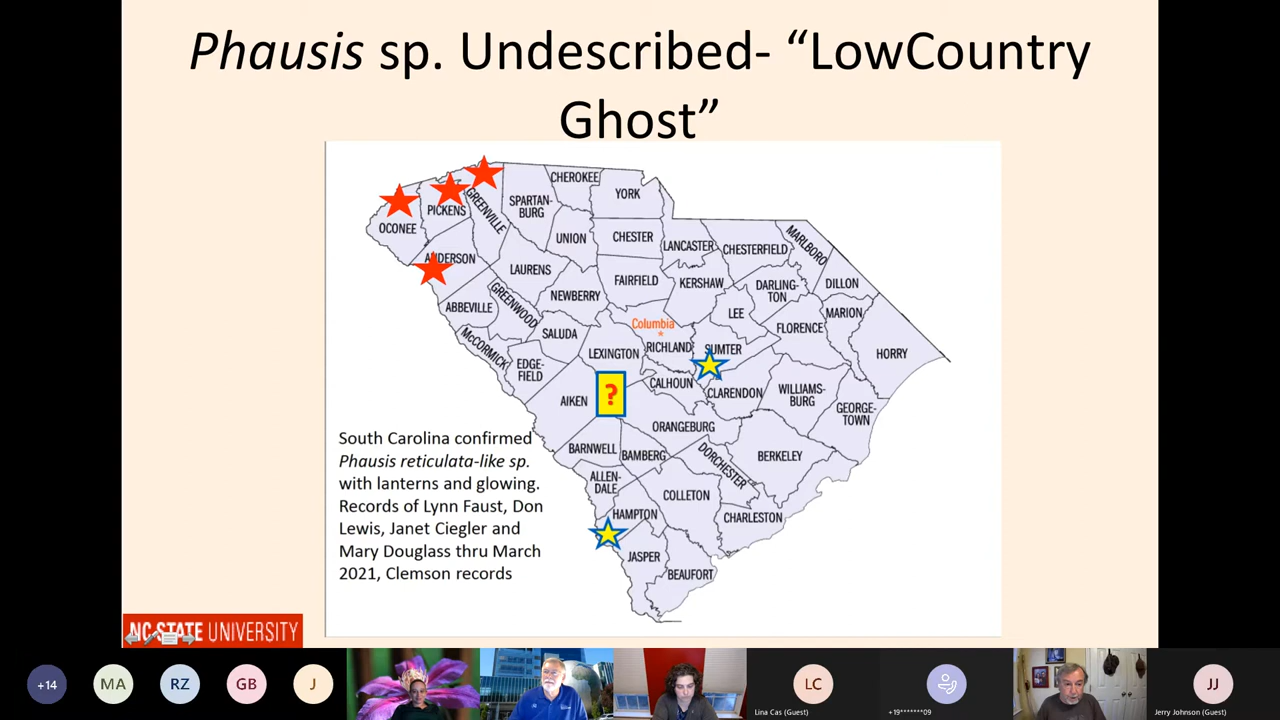 Phausis sp. Undescribed- “LowCountry
Ghost”
CHEROKEE
YORK
SPARTAN-
BURG
GREENVILLE
PICKENS
OCONEE
UNION
CHESTER
LANCASTER
CHESTERFIELD
MARLBORO
ANDERSON
LAURENS
FAIRFIELD
KERSHAW
DARLING-
TON
DILLON
ABBEVILLE
GREENWOOD
NEWBERRY
LEE
MARION
Columbia
FLORENCE
McCORMICK
SALUDA
LEXINGTON
RICHLAND
SUMTER
HORRY
EDGE-
FIELD
CALHOUN
CLARENDON
WILLIAMS-
BURG
AIKEN
?
GEORGE-
TOWN
ORANGEBURG
BARNWELL
BAMBERG
DORCHESTER
BERKELEY
ALLEN-
DALE
COLLETON
HAMPTON
CHARLESTON
JASPER
BEAUFORT
South Carolina confirmed
Phausis reticulata-like sp.
with lanterns and glowing.
Records of Lynn Faust, Don
Lewis, Janet Ciegler and
Mary Douglass thru March
2021, Clemson records
NC STATE UNIVERSITY
+14
MA
RZ
GB
J
LC
Lina Cas (Guest)
+19*******09
JJ
Jerry Johnson (Guest)